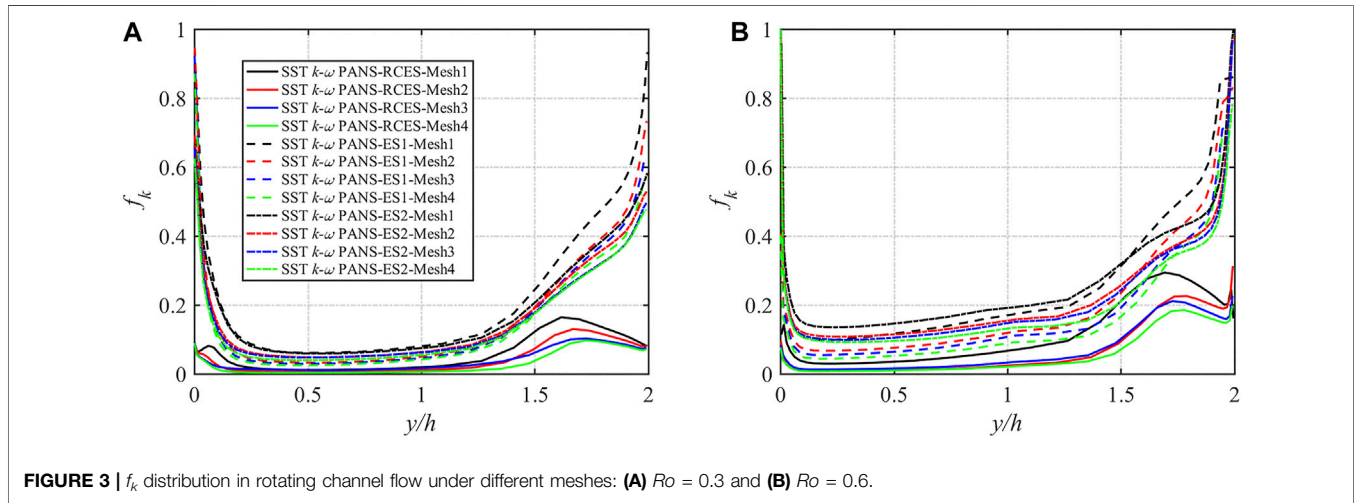 A
1
0.8
0.6
0.4
0.2
0
f_k
SST k-ω PANS-RCES-Mesh1
SST k-ω PANS-RCES-Mesh2
SST k-ω PANS-RCES-Mesh3
SST k-ω PANS-RCES-Mesh4
SST k-ω PANS-ES1-Mesh1
SST k-ω PANS-ES1-Mesh2
SST k-ω PANS-ES1-Mesh3
SST k-ω PANS-ES1-Mesh4
SST k-ω PANS-ES2-Mesh1
SST k-ω PANS-ES2-Mesh2
SST k-ω PANS-ES2-Mesh3
SST k-ω PANS-ES2-Mesh4
0 0.5 1 1.5 2
y/h
B
1
0.8
0.6
0.4
0.2
0
f_k
0 0.5 1 1.5 2
y/h
FIGURE 3 | f_k distribution in rotating channel flow under different meshes: (A) Ro = 0.3 and (B) Ro = 0.6.